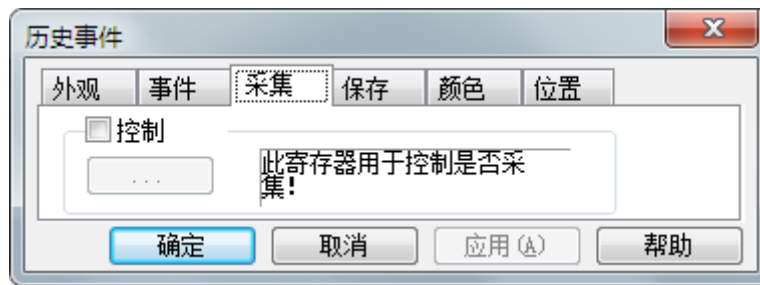 历史事件
外观 事件 采集 保存 颜色 位置
控制
... 此寄存器用于控制是否采
集!
确定 取消 应用(A) 帮助